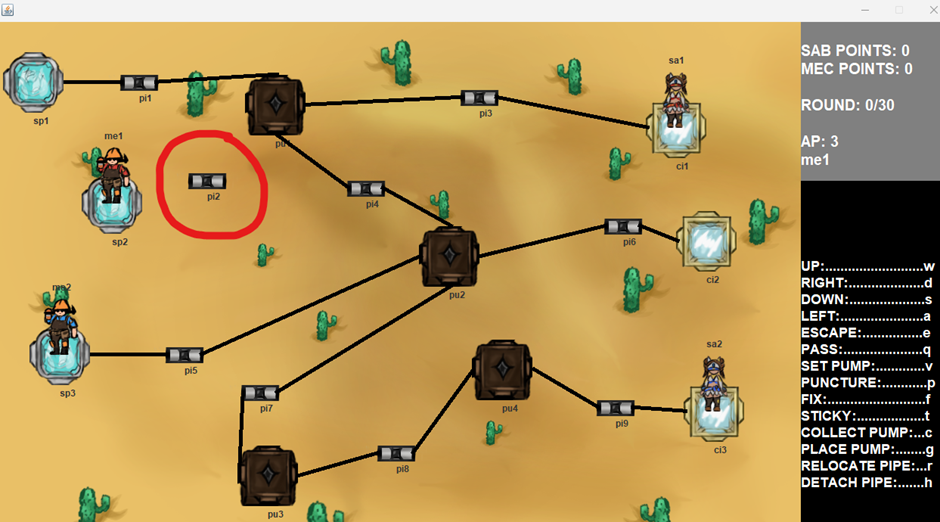 SAB POINTS: 0
MEC POINTS: 0
ROUND: 0/30
AP: 3
me1
sa1
pi1
pi3
sp1
pu1
ci1
me1
pi2
pi4
sp2
pi6
ci2
pu2
me2
pi5
sp3
sa2
pi7
pu4
pi9
ci3
pi8
pu3
UP:..........................w
RIGHT:......................d
DOWN:.....................s
LEFT:.........................a
ESCAPE:..................e
PASS:........................q
SET PUMP:...............v
PUNCTURE:..............p
FIX:............................f
STICKY:.....................t
COLLECT PUMP:...c
PLACE PUMP:........g
RELOCATE PIPE:...r
DETACH PIPE:.......h